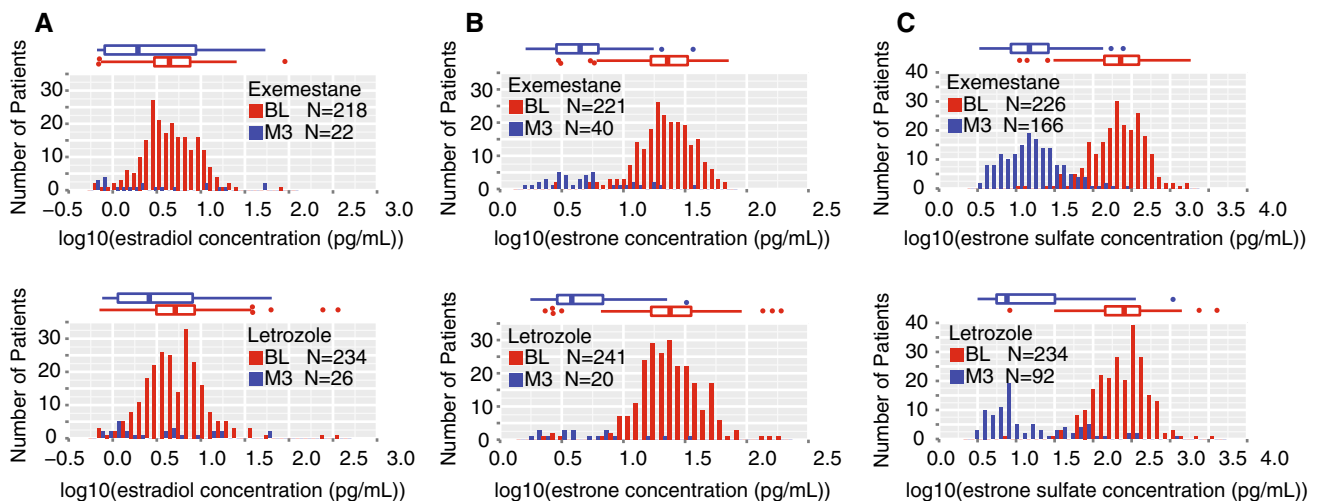 A
Number of Patients
30
20
10
0
Exemestane
BL N=218
M3 N=22
−0.5 0.0 0.5 1.0 1.5 2.0 2.5 3.0
log10(estradiol concentration (pg/mL))
B
Number of Patients
30
20
10
0
Exemestane
BL N=221
M3 N=40
0.0 0.5 1.0 1.5 2.0 2.5
log10(estrone concentration (pg/mL))
C
Number of Patients
40
30
20
10
0
Exemestane
BL N=226
M3 N=166
0.0 0.5 1.0 1.5 2.0 2.5 3.0 3.0 4.0
log10(estrone sulfate concentration (pg/mL))
Number of Patients
30
20
10
0
Letrozole
BL N=234
M3 N=26
−0.5 0.0 0.5 1.0 1.5 2.0 2.5 3.0
log10(estradiol concentration (pg/mL))
Number of Patients
30
20
10
0
Letrozole
BL N=241
M3 N=20
0.0 0.5 1.0 1.5 2.0 2.5
log10(estrone concentration (pg/mL))
Number of Patients
40
30
20
10
0
Letrozole
BL N=234
M3 N=92
0.0 0.5 1.0 1.5 2.0 2.5 3.0 3.0 4.0
log10(estrone sulfate concentration (pg/mL))